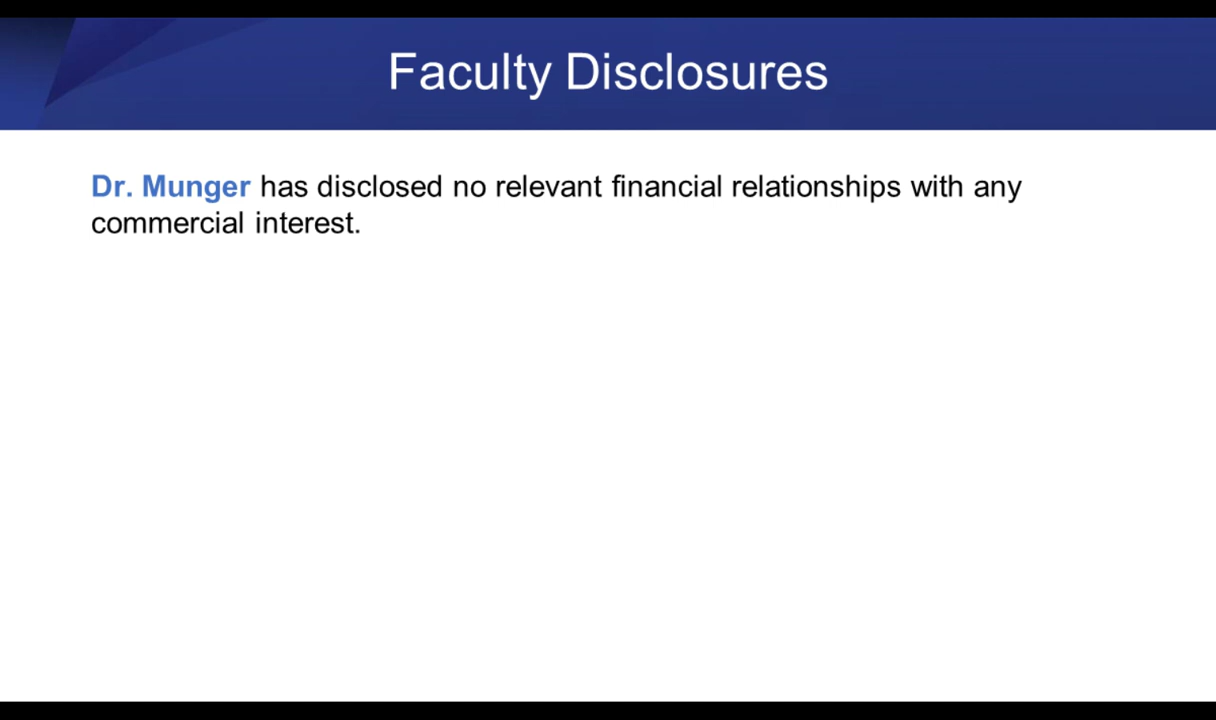 Faculty Disclosures
Dr. Munger has disclosed no relevant financial relationships with any
commercial interest.